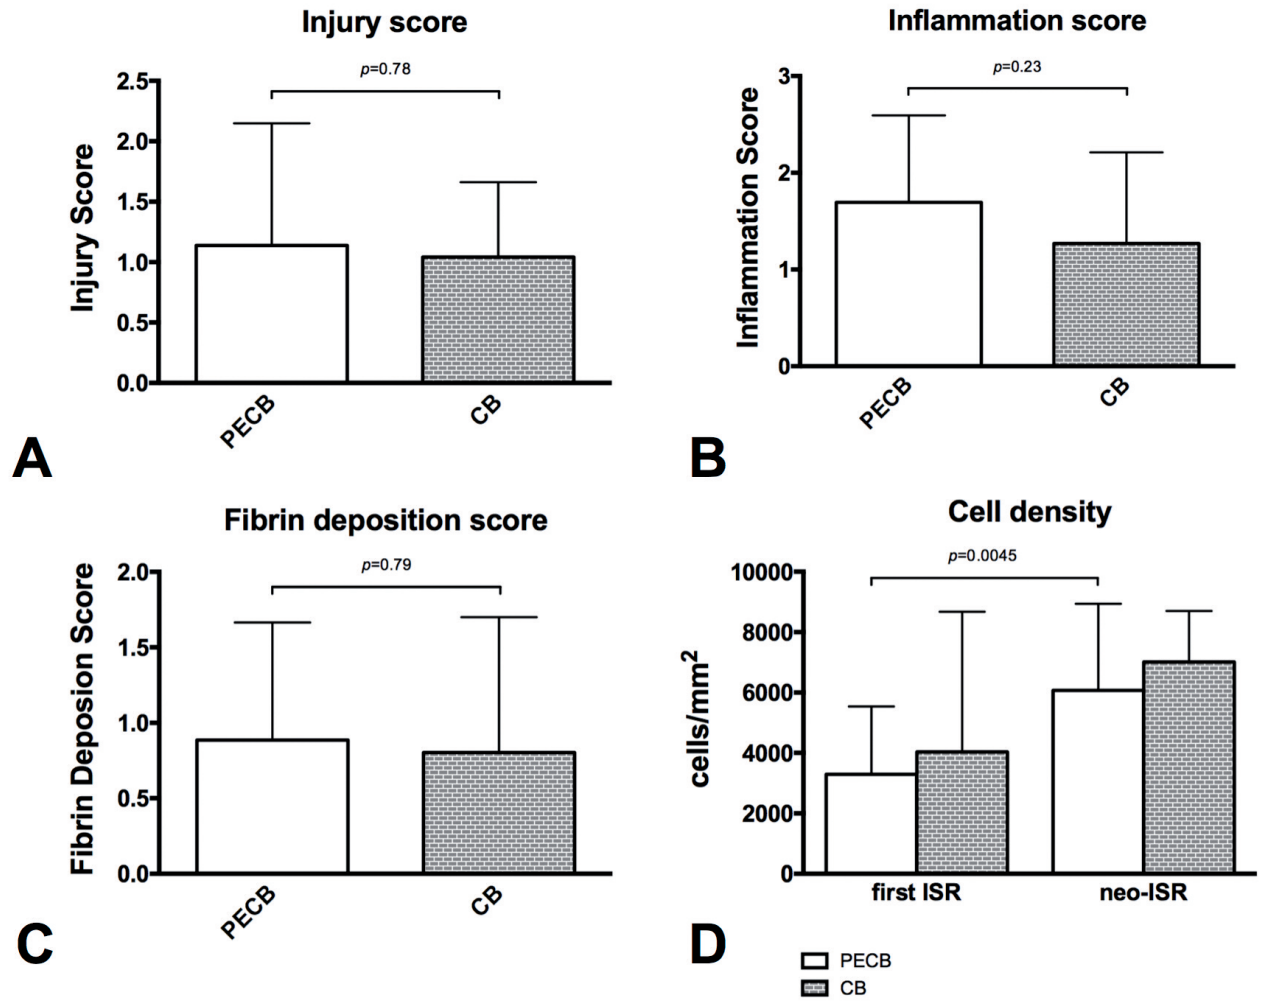 Injury score
p=0.78
Injury Score
2.5
2.0
1.5
1.0
0.5
0.0
PECB
CB
A
Inflammation score
p=0.23
Inflammation Score
3
2
1
0
PECB
CB
B
Fibrin deposition score
p=0.79
Fibrin Deposion Score
2.0
1.5
1.0
0.5
0.0
PECB
CB
C
Cell density
p=0.0045
cells/mm²
10000
8000
6000
4000
2000
0
first ISR
neo-ISR
D
PECB
CB